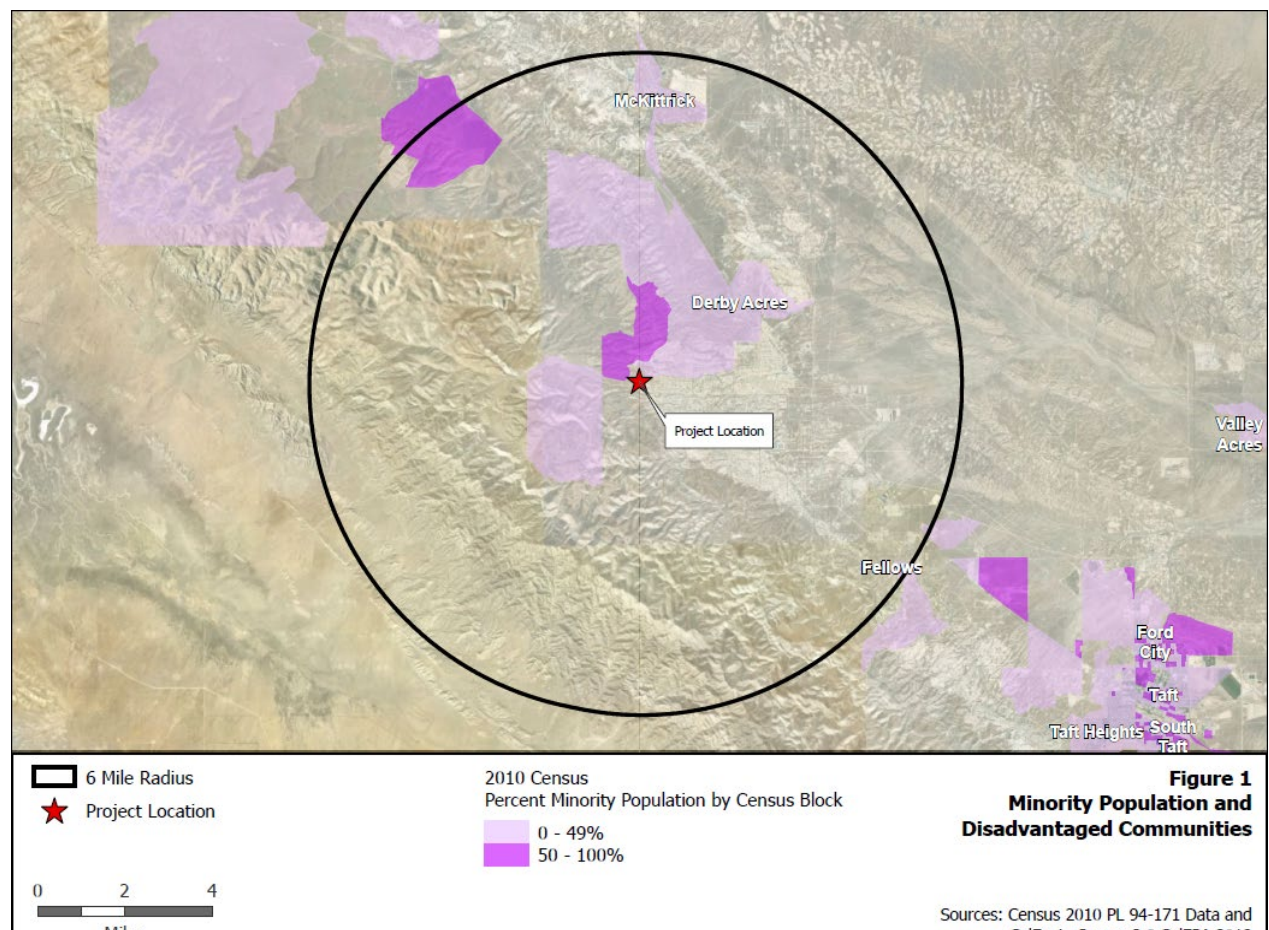 McKittrick
Derby Acres
Project Location
Valley
Acres
Fellows
Ford
City
Taft
Taft Heights
South
Taft
6 Mile Radius
Project Location
0 2 4
2010 Census
Percent Minority Population by Census Block
0 - 49%
50 - 100%
Figure 1
Minority Population and
Disadvantaged Communities
Sources: Census 2010 PL 94-171 Data and